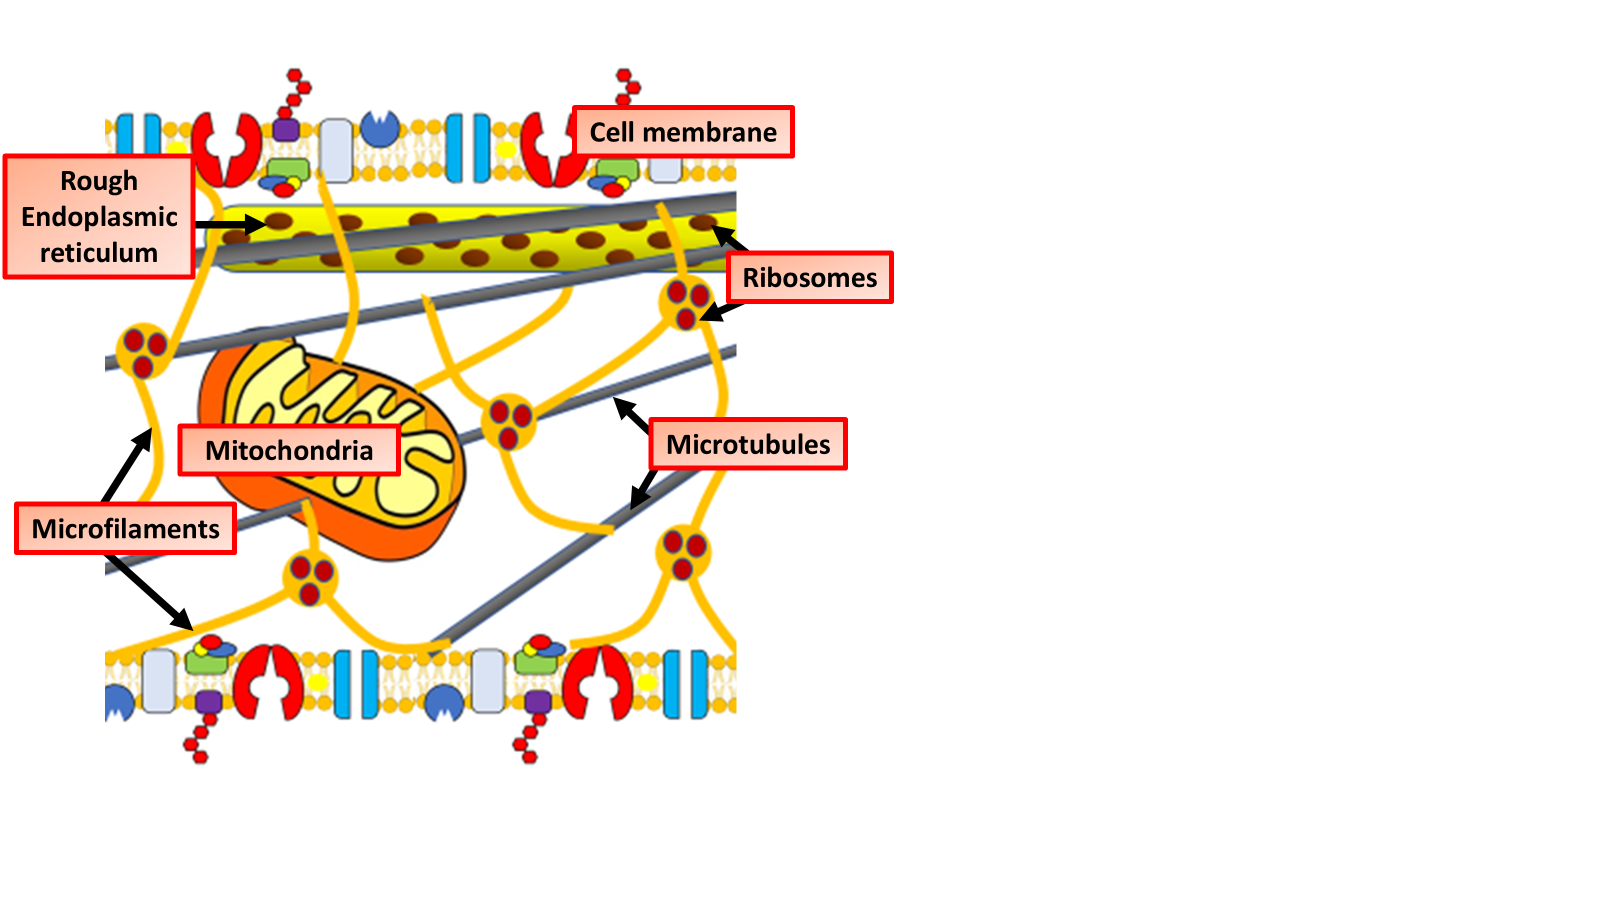 Cell membrane
Rough
Endoplasmic
reticulum
Ribosomes
Mitochondria
Microtubules
Microfilaments